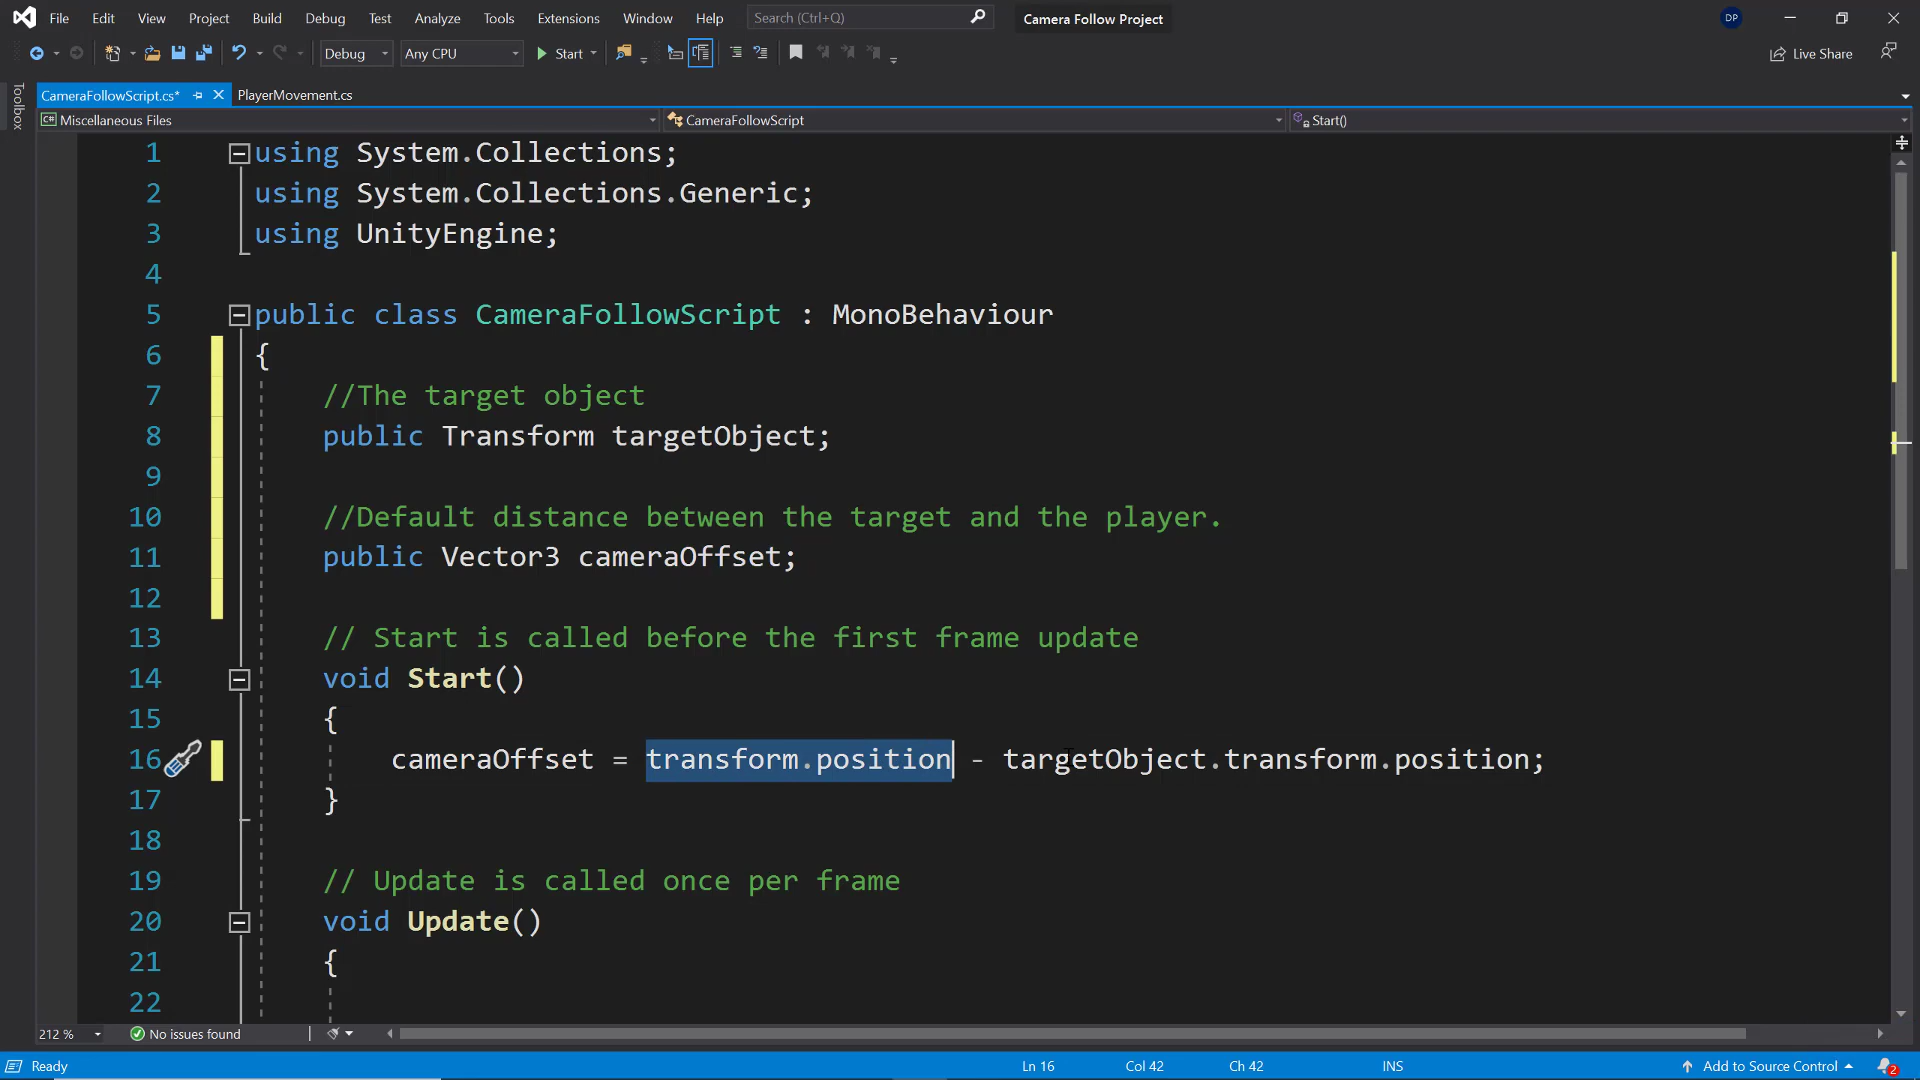 File Edit View Project Build Debug Test Analyze Tools Extensions Window Help Search (Ctrl+Q) Camera Follow Project DP
Debug Any CPU Start Live Share
CameraFollowScript.cs* PlayerMovement.cs
Toolbox
C# Miscellaneous Files CameraFollowScript Start()
1 using System.Collections;
2 using System.Collections.Generic;
3 using UnityEngine;
4
5 public class CameraFollowScript : MonoBehaviour
6 {
7 //The target object
8 public Transform targetObject;
9
10 //Default distance between the target and the player.
11 public Vector3 cameraOffset;
12
13 // Start is called before the first frame update
14 void Start()
15 {
16 cameraOffset = transform.position - targetObject.transform.position;
17 }
18
19 // Update is called once per frame
20 void Update()
21 {
22
212 % No issues found
Ready Ln 16 Col 42 Ch 42 INS Add to Source Control 2